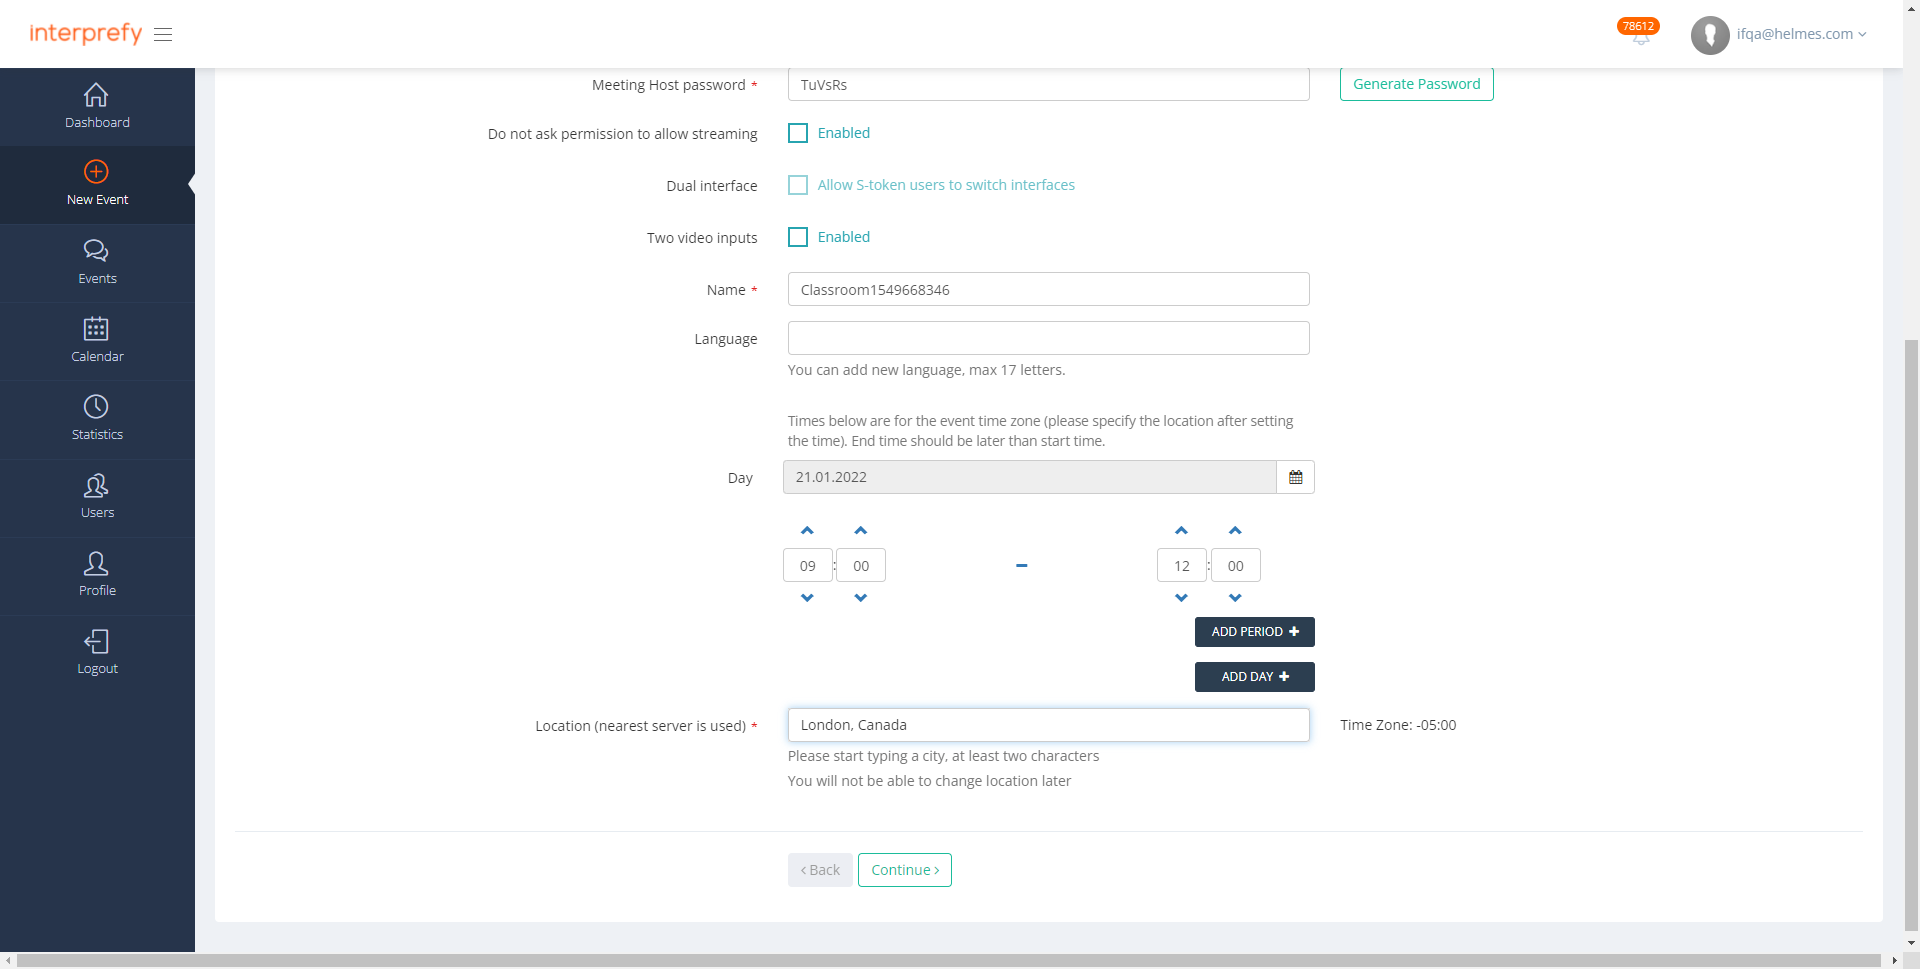 interprefy
78612
ifqa@helmes.com
Dashboard
New Event
Events
Calendar
Statistics
Users
Profile
Logout
Meeting Host password *
TuVsRs
Generate Password
Do not ask permission to allow streaming
Enabled
Dual interface
Allow S-token users to switch interfaces
Two video inputs
Enabled
Name *
Classroom1549668346
Language
You can add new language, max 17 letters.
Times below are for the event time zone (please specify the location after setting
the time). End time should be later than start time.
Day
21.01.2022
09 : 00 – 12 : 00
ADD PERIOD +
ADD DAY +
Location (nearest server is used) *
London, Canada
Time Zone: -05:00
Please start typing a city, at least two characters
You will not be able to change location later
‹ Back
Continue ›